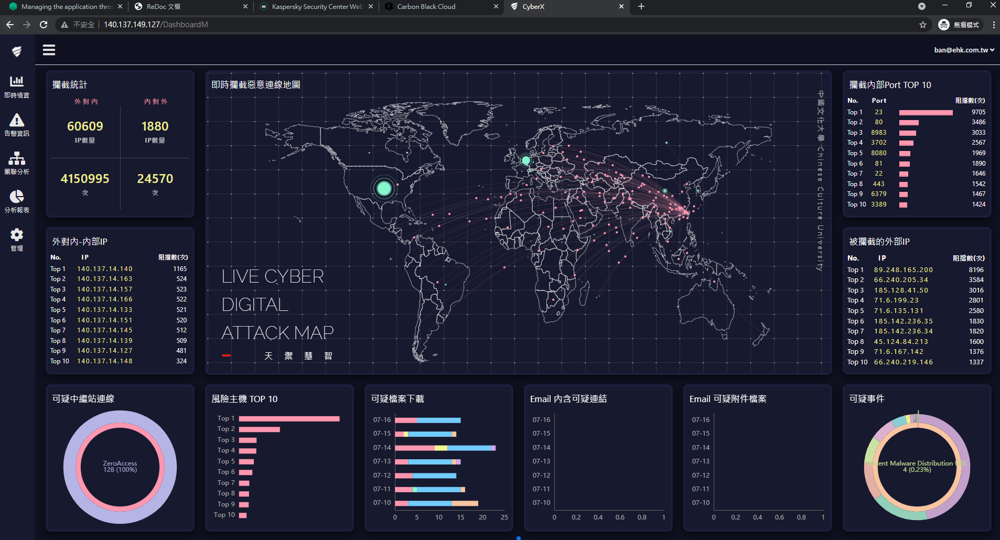 Managing the application throu
ReDoc 文檔
Kaspersky Security Center Web
Carbon Black Cloud
CyberX
不安全
140.137.149.127/DashboardM
無痕模式
ban@ehk.com.tw
即時情資
告警資訊
關聯分析
分析報表
管理
攔截統計
外對內
內對外
60609
1880
IP數量
IP數量
4150995
24570
次
次
外對內-內部IP
No. IP 阻擋數(次)
Top 1 140.137.14.140 1165
Top 2 140.137.14.163 524
Top 3 140.137.14.157 523
Top 4 140.137.14.166 522
Top 5 140.137.14.133 521
Top 6 140.137.14.151 520
Top 7 140.137.14.145 512
Top 8 140.137.14.139 509
Top 9 140.137.14.127 481
Top 10 140.137.14.148 324
即時攔截惡意連線地圖
中國文化大學 Chinese Culture University
LIVE CYBER
DIGITAL
ATTACK MAP
天禦慧智
攔截內部Port TOP 10
No. Port 阻擋數(次)
Top 1 23 9705
Top 2 80 3486
Top 3 8983 3033
Top 4 3702 2567
Top 5 8080 1969
Top 6 81 1890
Top 7 22 1646
Top 8 443 1542
Top 9 6379 1467
Top 10 3389 1424
被攔截的外部IP
No. IP 阻擋數(次)
Top 1 89.248.165.200 8196
Top 2 66.240.205.34 3584
Top 3 185.128.41.50 3016
Top 4 71.6.199.23 2801
Top 5 71.6.135.131 2580
Top 6 185.142.236.35 1830
Top 7 185.142.236.34 1820
Top 8 45.124.84.213 1600
Top 9 71.6.167.142 1376
Top 10 66.240.219.146 1337
可疑中繼站連線
ZeroAccess
128 (100%)
風險主機 TOP 10
Top 1
Top 2
Top 3
Top 4
Top 5
Top 6
Top 7
Top 8
Top 9
Top 10
可疑檔案下載
07-16
07-15
07-14
07-13
07-12
07-11
07-10
0 5 10 15 20 25
Email 內含可疑連結
07-16
07-15
07-14
07-13
07-12
07-11
07-10
0 0.2 0.4 0.6 0.8 1
Email 可疑附件檔案
07-16
07-15
07-14
07-13
07-12
07-11
07-10
0 0.2 0.4 0.6 0.8 1
可疑事件
Malware Distribution URL
4 (0.23%)